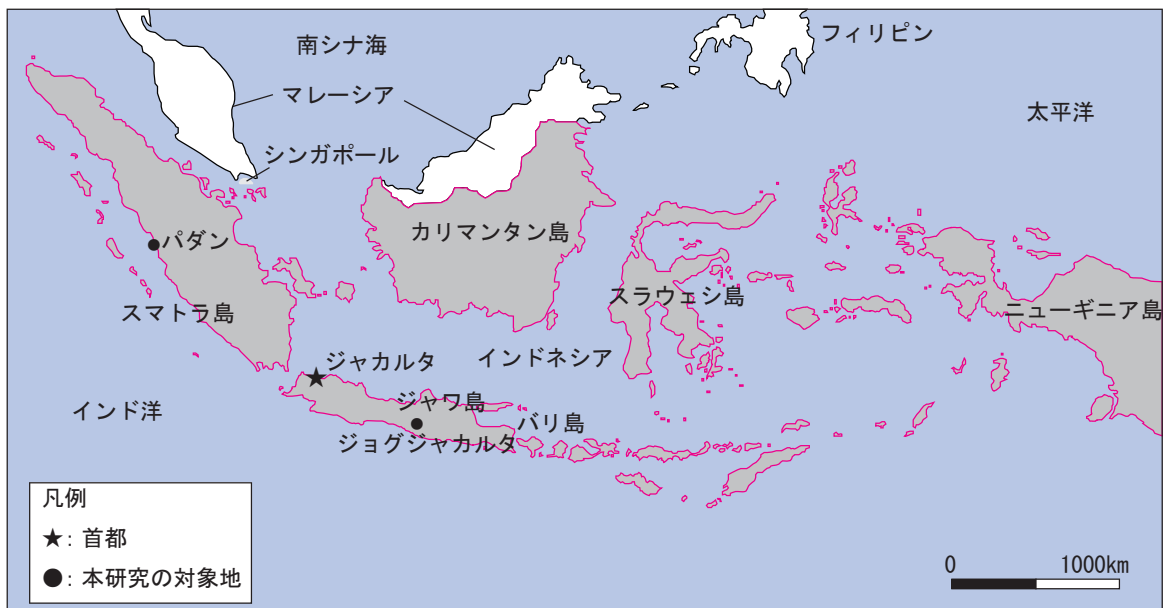 フィリピン
南シナ海
マレーシア
太平洋
シンガポール
パダン
カリマンタン島
スラウェシ島
スマトラ島
ニューギニア島
ジャカルタ
インドネシア
インド洋
ジャワ島
バリ島
ジョグジャカルタ
凡例
★: 首都
●: 本研究の対象地
0 1000km